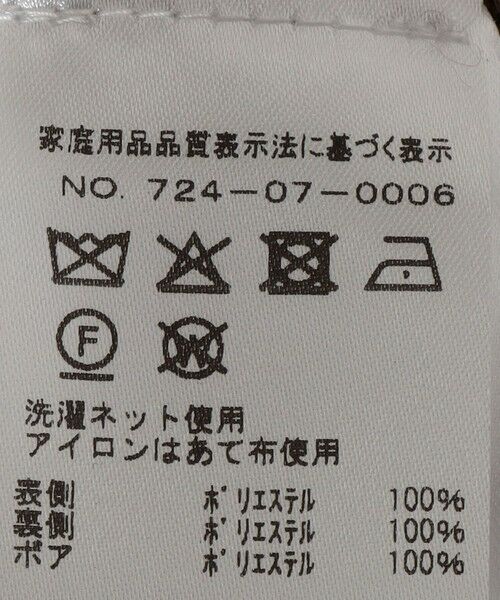 家庭用品品質表示法に基づく表示
NO. 724-07-0006
F W
洗濯ネット使用
アイロンはあて布使用
表側 ポリエステル 100%
裏側 ポリエステル 100%
ボア ポリエステル 100%